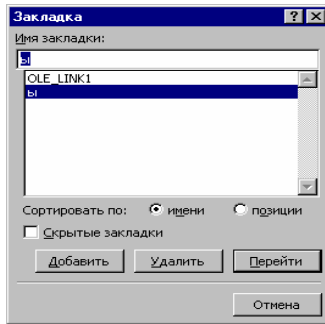 Закладка
Имя закладки:
ы
OLE_LINK1
ы
Сортировать по: имени позиции
Скрытые закладки
Добавить Удалить Перейти
Отмена